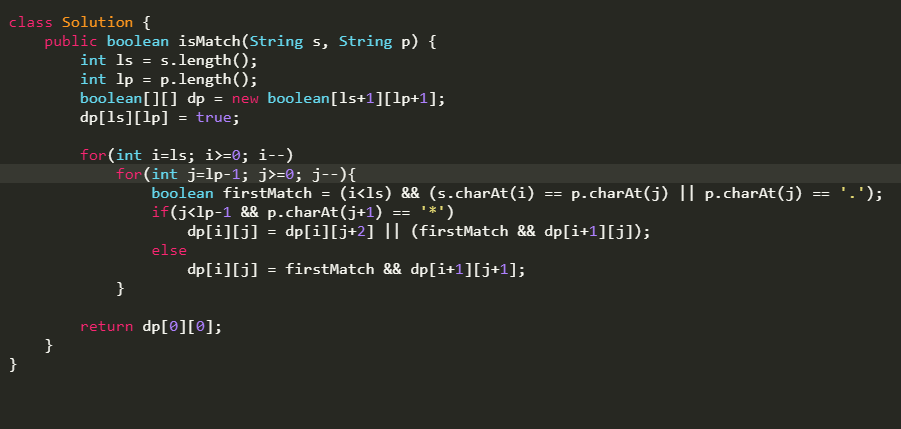 class Solution {
    public boolean isMatch(String s, String p) {
        int ls = s.length();
        int lp = p.length();
        boolean[][] dp = new boolean[ls+1][lp+1];
        dp[ls][lp] = true;

        for(int i=ls; i>=0; i--)
            for(int j=lp-1; j>=0; j--){
                boolean firstMatch = (i<ls) && (s.charAt(i) == p.charAt(j) || p.charAt(j) == '.');
                if(j<lp-1 && p.charAt(j+1) == '*')
                    dp[i][j] = dp[i][j+2] || (firstMatch && dp[i+1][j]);
                else
                    dp[i][j] = firstMatch && dp[i+1][j+1];
            }

        return dp[0][0];
    }
}